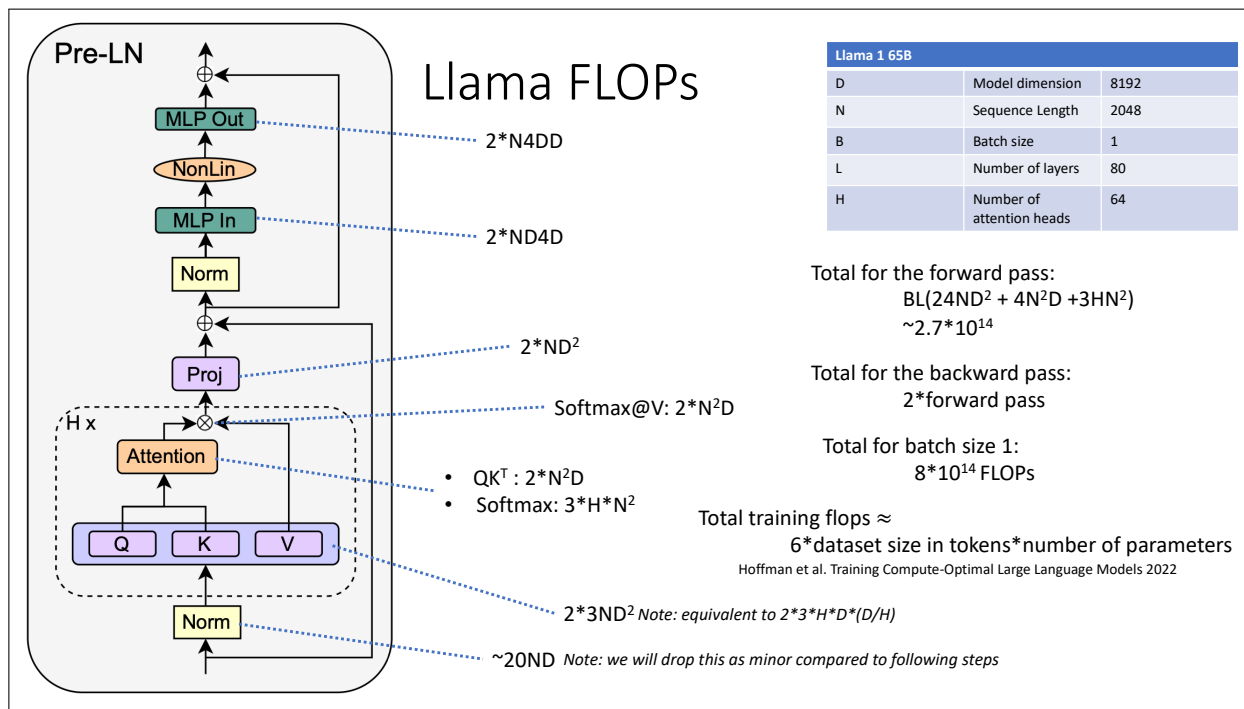 Pre-LN
Llama FLOPs
MLP Out
NonLin
MLP In
Norm
Proj
H x
Attention
Q K V
Norm
2*N4DD
2*ND4D
2*ND²
Softmax@V: 2*N²D
• QKᵀ : 2*N²D
• Softmax: 3*H*N²
2*3ND² Note: equivalent to 2*3*H*D*(D/H)
~20ND Note: we will drop this as minor compared to following steps
Llama 1 65B
D Model dimension 8192
N Sequence Length 2048
B Batch size 1
L Number of layers 80
H Number of 64
attention heads
Total for the forward pass:
BL(24ND² + 4N²D +3HN²)
~2.7*10¹⁴
Total for the backward pass:
2*forward pass
Total for batch size 1:
8*10¹⁴ FLOPs
Total training flops ≈
6*dataset size in tokens*number of parameters
Hoffman et al. Training Compute-Optimal Large Language Models 2022